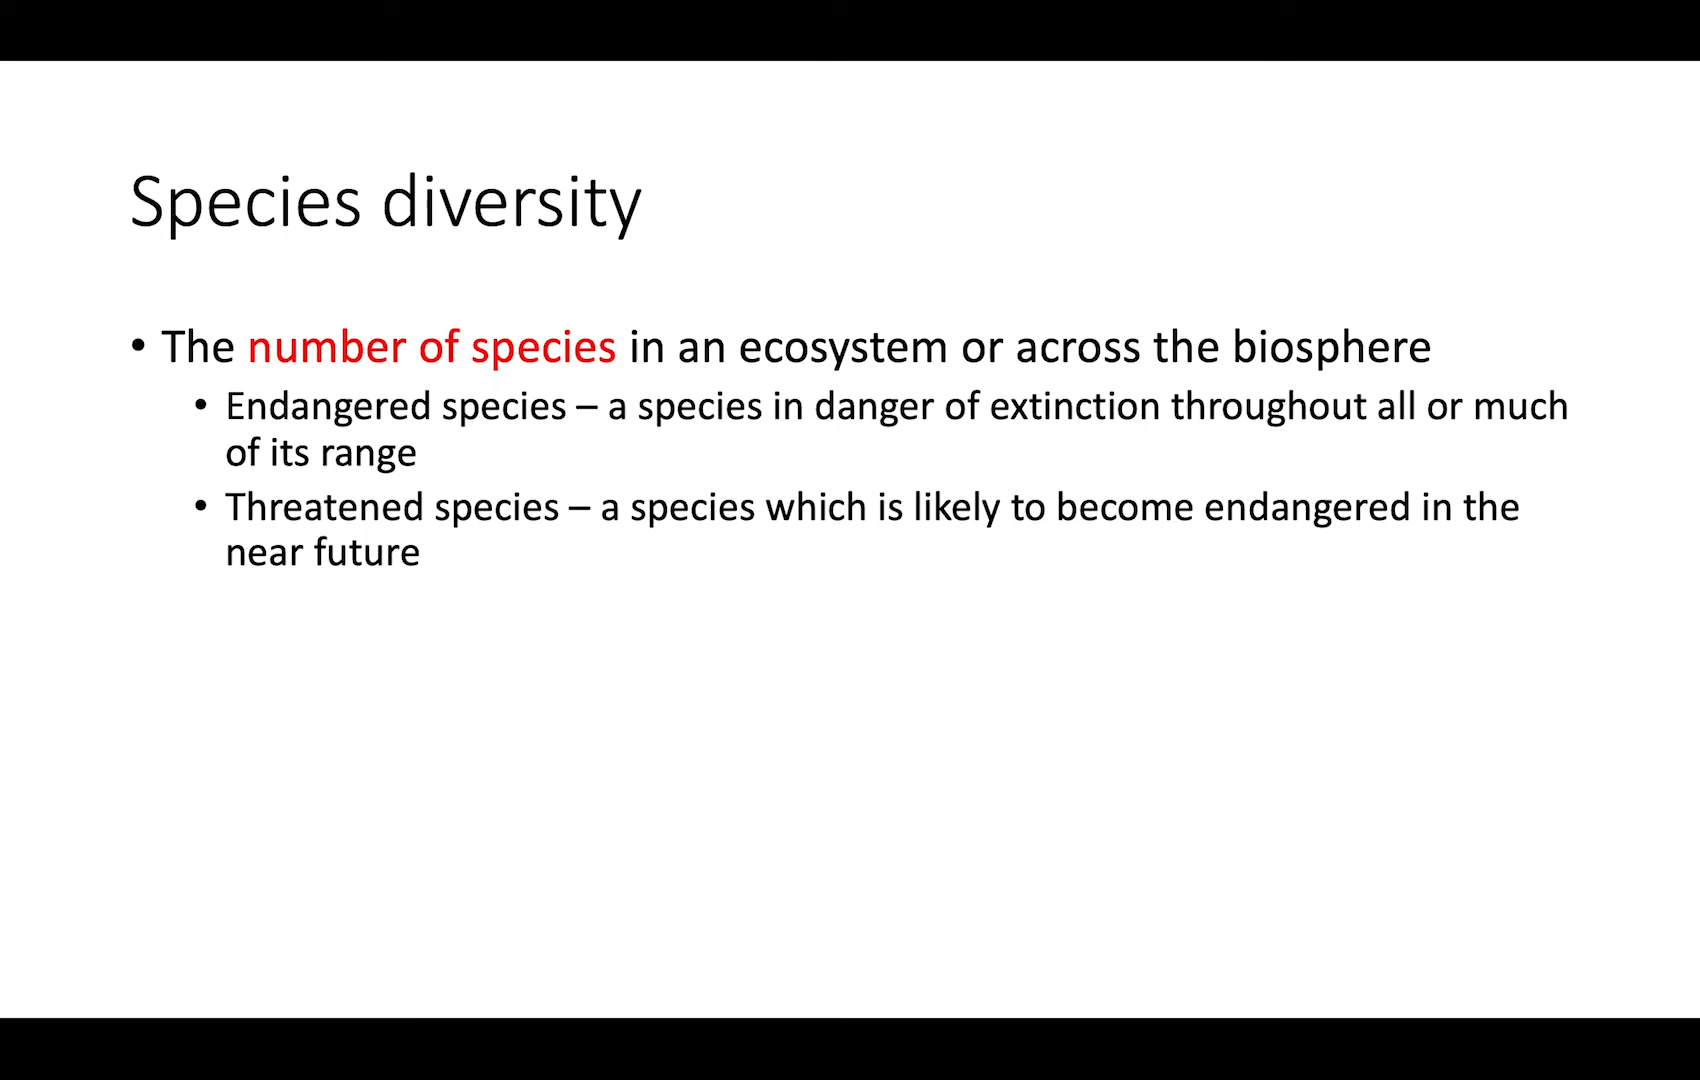 Species diversity
• The number of species in an ecosystem or across the biosphere
• Endangered species – a species in danger of extinction throughout all or much
of its range
• Threatened species – a species which is likely to become endangered in the
near future